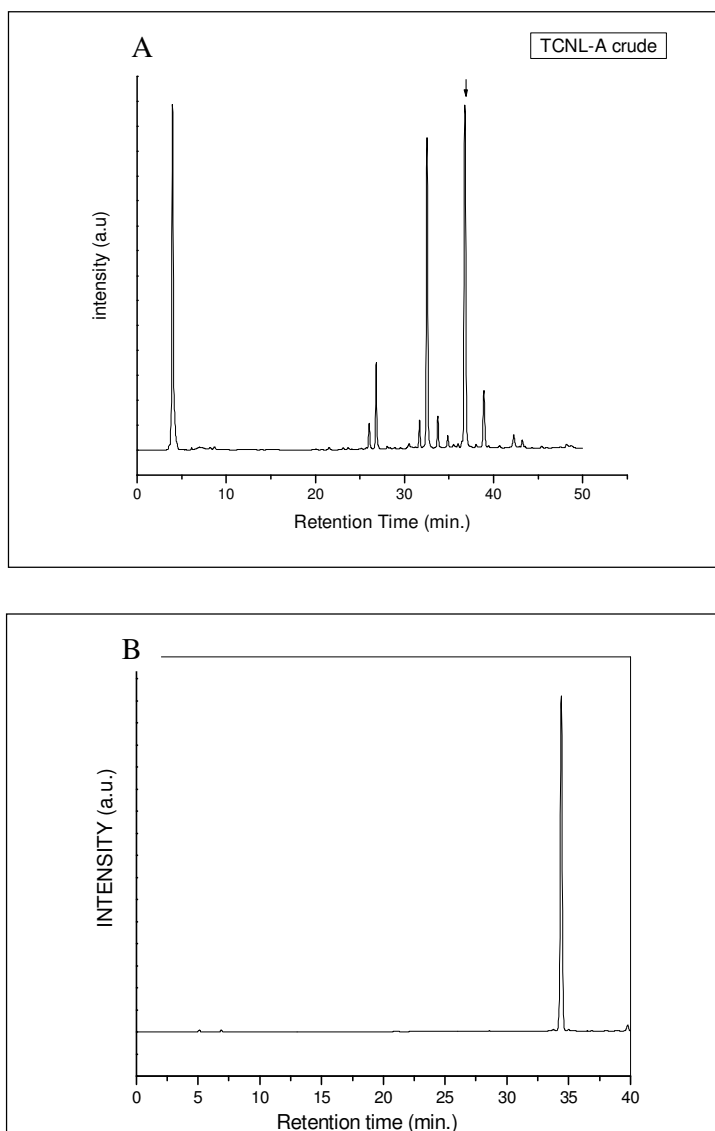 A
TCNL-A crude
intensity (a.u)
0 10 20 30 40 50
Retention Time (min.)
B
INTENSITY (a.u.)
0 5 10 15 20 25 30 35 40
Retention time (min.)